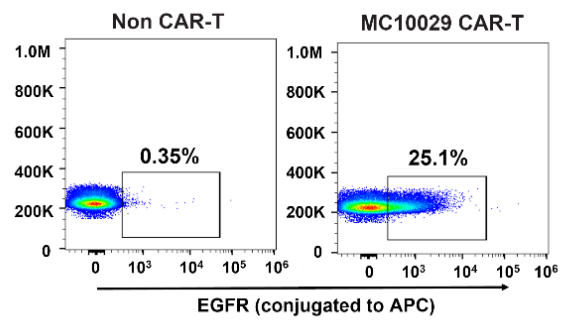 Non CAR-T
MC10029 CAR-T
1.0M
800K
600K
400K
200K
0
0.35%
0 10³ 10⁴ 10⁵ 10⁶
1.0M
800K
600K
400K
200K
0
25.1%
0 10³ 10⁴ 10⁵ 10⁶
EGFR (conjugated to APC)